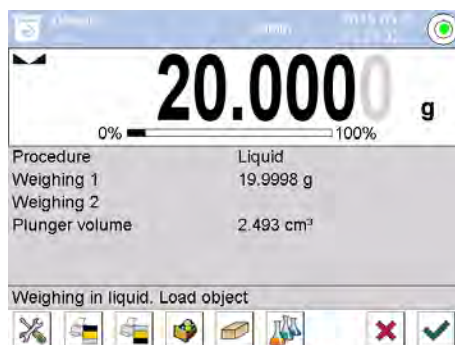 20.0000 g
0% 100%
Procedure Liquid
Weighing 1 19.9998 g
Weighing 2
Plunger volume 2.493 cm³
Weighing in liquid. Load object